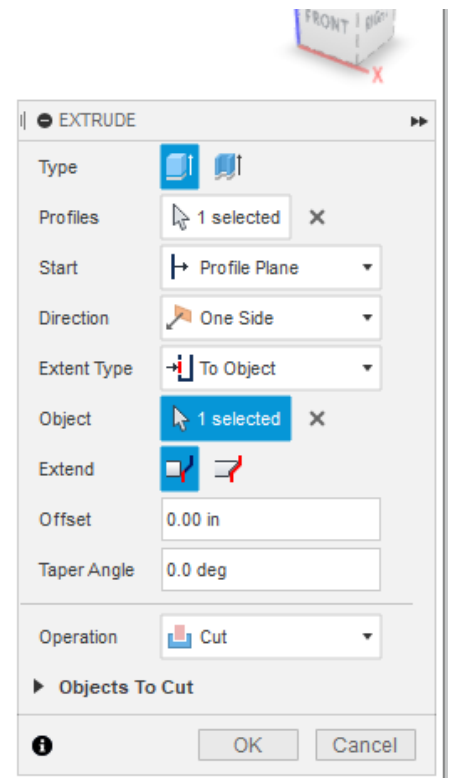 FRONT
RIGHT
X
EXTRUDE
Type
Profiles 1 selected
Start Profile Plane
Direction One Side
Extent Type To Object
Object 1 selected
Extend
Offset 0.00 in
Taper Angle 0.0 deg
Operation Cut
Objects To Cut
OK Cancel